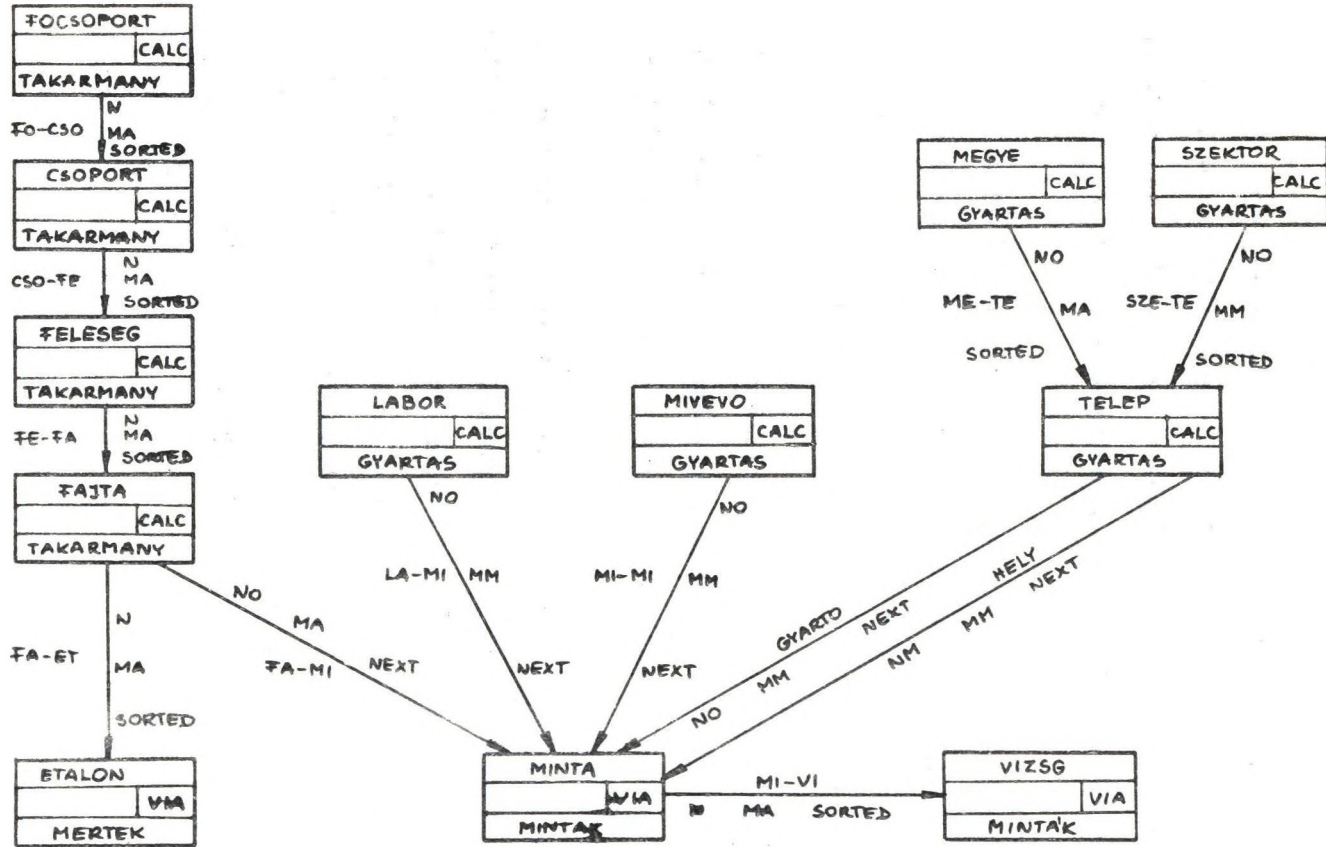 FOCSOPORT
CALC
TAKARMANY
N
FO-CSO
MA
SORTED
CSOPORT
CALC
TAKARMANY
N
CSO-FE
MA
SORTED
FELESEG
CALC
TAKARMANY
N
FE-FA
MA
SORTED
FAJTA
CALC
TAKARMANY
N
FA-ET
MA
SORTED
ETALON
VIA
MERTEK
NO
MA
FA-MI
NEXT
LABOR
CALC
GYARTAS
NO
LA-MI
MM
NEXT
MIVEVO
CALC
GYARTAS
NO
MI-MI
MM
NEXT
MEGYE
CALC
GYARTAS
NO
ME-TE
MA
SORTED
SZEKTOR
CALC
GYARTAS
NO
SZE-TE
MM
SORTED
TELEP
CALC
GYARTAS
GYARTO
NO MM NEXT
HELY
NM MM NEXT
MINTA
VIA
MINTAK
MI-VI
N MA SORTED
VIZSG
VIA
MINTÁK